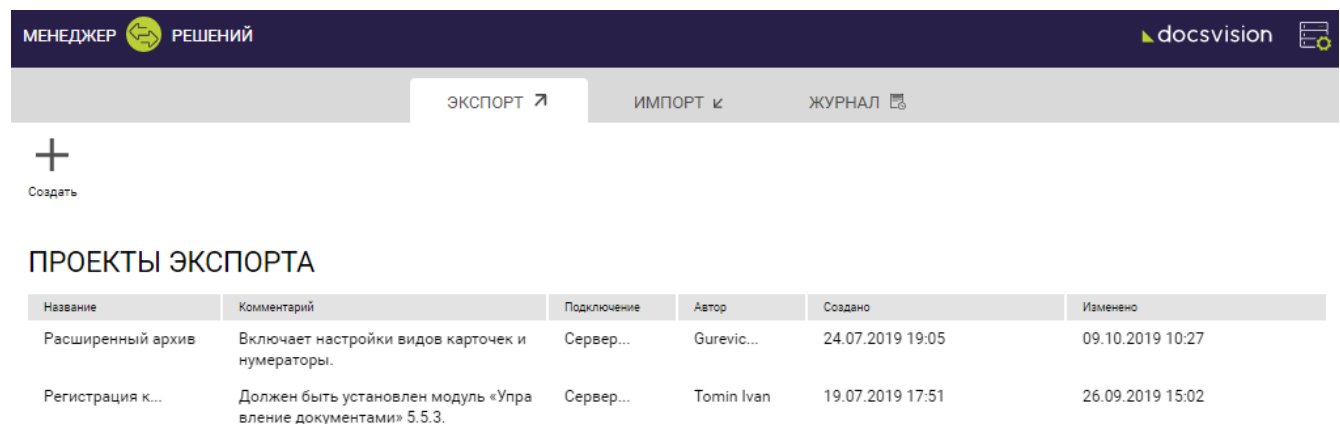 МЕНЕДЖЕР РЕШЕНИЙ docsvision
ЭКСПОРТ ИМПОРТ ЖУРНАЛ
Создать
ПРОЕКТЫ ЭКСПОРТА
Название Комментарий Подключение Автор Создано Изменено
Расширенный архив Включает настройки видов карточек и Сервер... Gurevic... 24.07.2019 19:05 09.10.2019 10:27
нумераторы.
Регистрация к... Должен быть установлен модуль «Упра Сервер... Tomin Ivan 19.07.2019 17:51 26.09.2019 15:02
вление документами» 5.5.3.